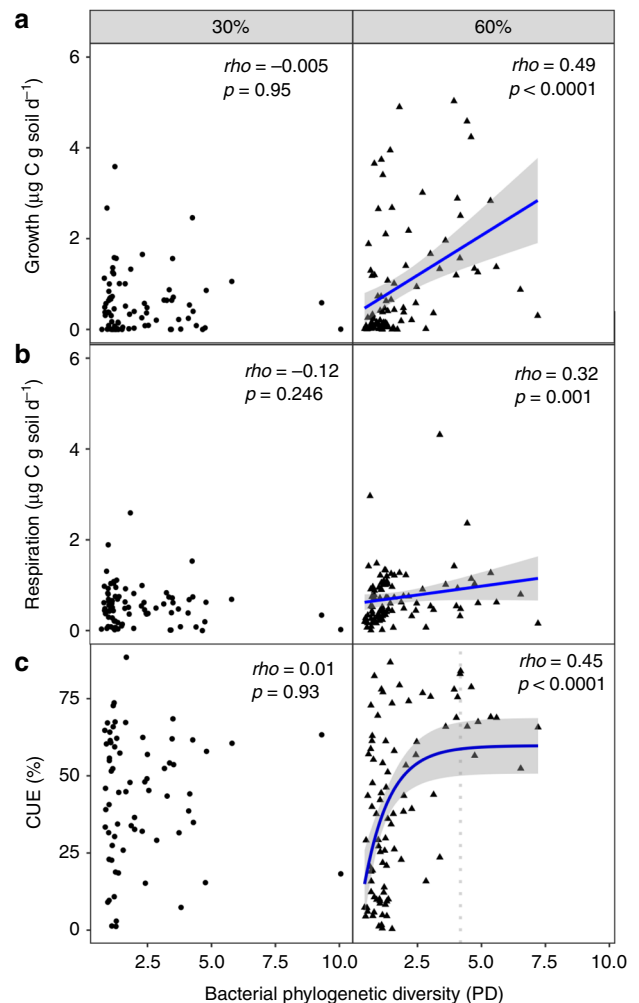 a
30%
60%
rho = −0.005
p = 0.95
rho = 0.49
p < 0.0001
Growth (μg C g soil d⁻¹)
6
4
2
0
b
rho = −0.12
p = 0.246
rho = 0.32
p = 0.001
Respiration (μg C g soil d⁻¹)
6
4
2
0
c
rho = 0.01
p = 0.93
rho = 0.45
p < 0.0001
CUE (%)
75
50
25
0
2.5
5.0
7.5
10.0
2.5
5.0
7.5
10.0
Bacterial phylogenetic diversity (PD)